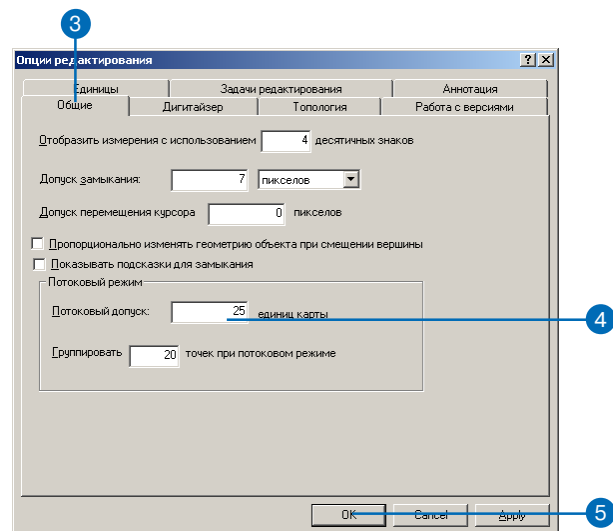 3
Опции редактирования
Единицы Задачи редактирования Аннотация
Общие Дигитайзер Топология Работа с версиями
Отобразить измерения с использованием 4 десятичных знаков
Допуск замыкания: 7 пикселов
Допуск перемещения курсора 0 пикселов
Пропорционально изменять геометрию объекта при смещении вершины
Показывать подсказки для замыкания
Потоковый режим
Потоковый допуск: 25 единиц карты
4
Группировать 20 точек при потоковом режиме
OK Cancel Apply
5